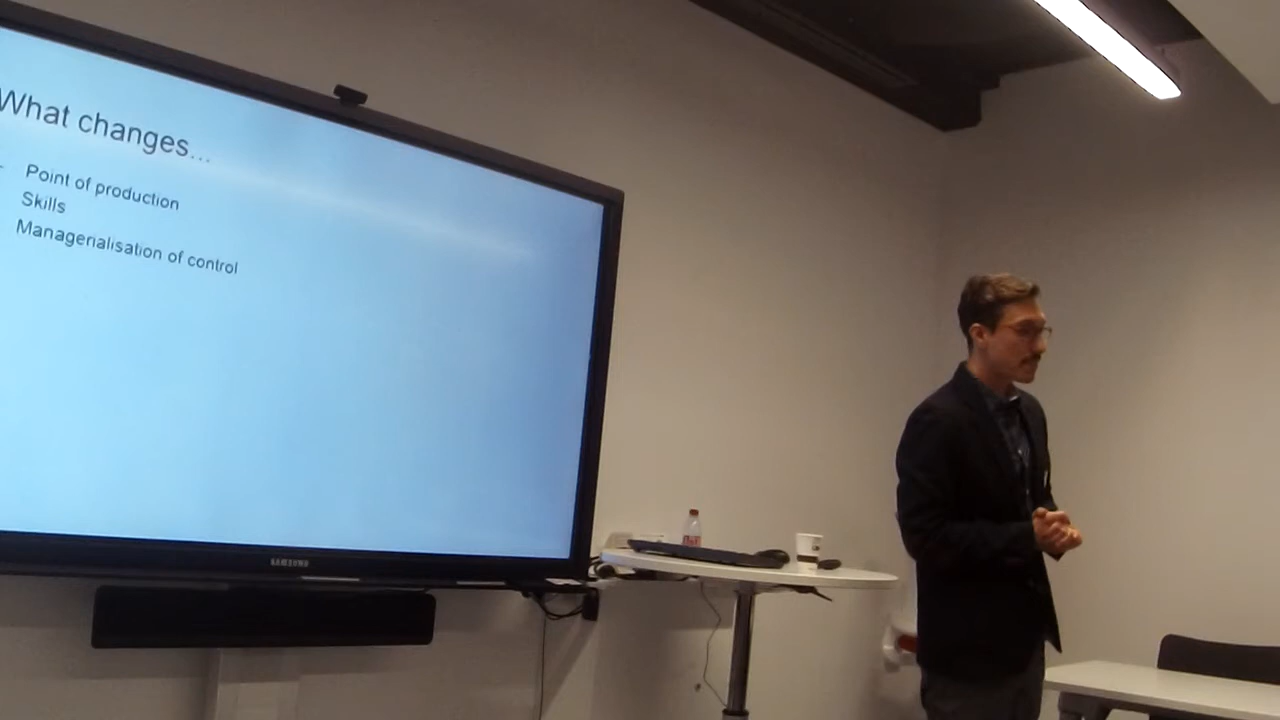 What changes...
Point of production
Skills
Managerialisation of control
SAMSUNG